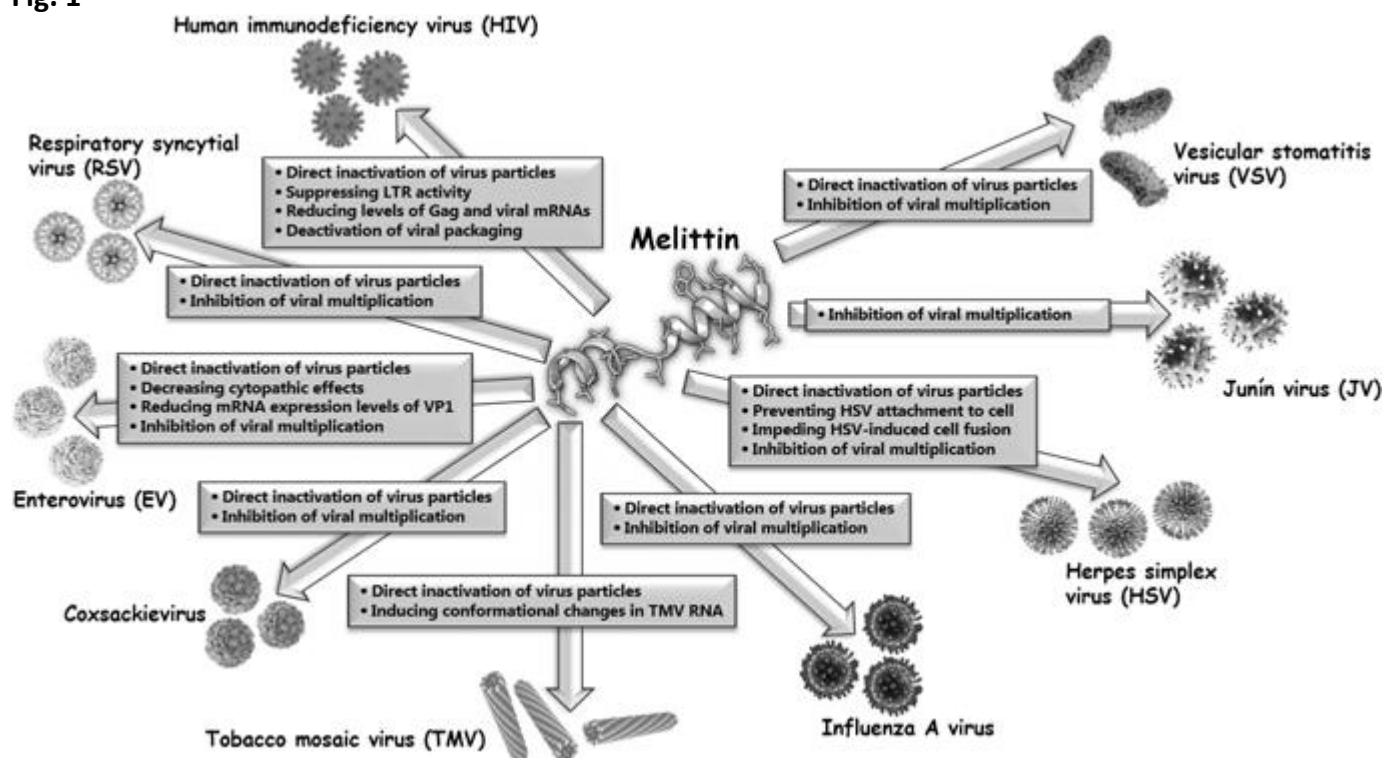 Fig. 1
Human immunodeficiency virus (HIV)
Respiratory syncytial
virus (RSV)
• Direct inactivation of virus particles
• Suppressing LTR activity
• Reducing levels of Gag and viral mRNAs
• Deactivation of viral packaging
• Direct inactivation of virus particles
• Inhibition of viral multiplication
Vesicular stomatitis
virus (VSV)
Melittin
• Direct inactivation of virus particles
• Inhibition of viral multiplication
• Inhibition of viral multiplication
Junín virus (JV)
• Direct inactivation of virus particles
• Decreasing cytopathic effects
• Reducing mRNA expression levels of VP1
• Inhibition of viral multiplication
Enterovirus (EV)
• Direct inactivation of virus particles
• Preventing HSV attachment to cell
• Impeding HSV-induced cell fusion
• Inhibition of viral multiplication
Herpes simplex
virus (HSV)
• Direct inactivation of virus particles
• Inhibition of viral multiplication
Coxsackievirus
• Direct inactivation of virus particles
• Inhibition of viral multiplication
Influenza A virus
• Direct inactivation of virus particles
• Inducing conformational changes in TMV RNA
Tobacco mosaic virus (TMV)